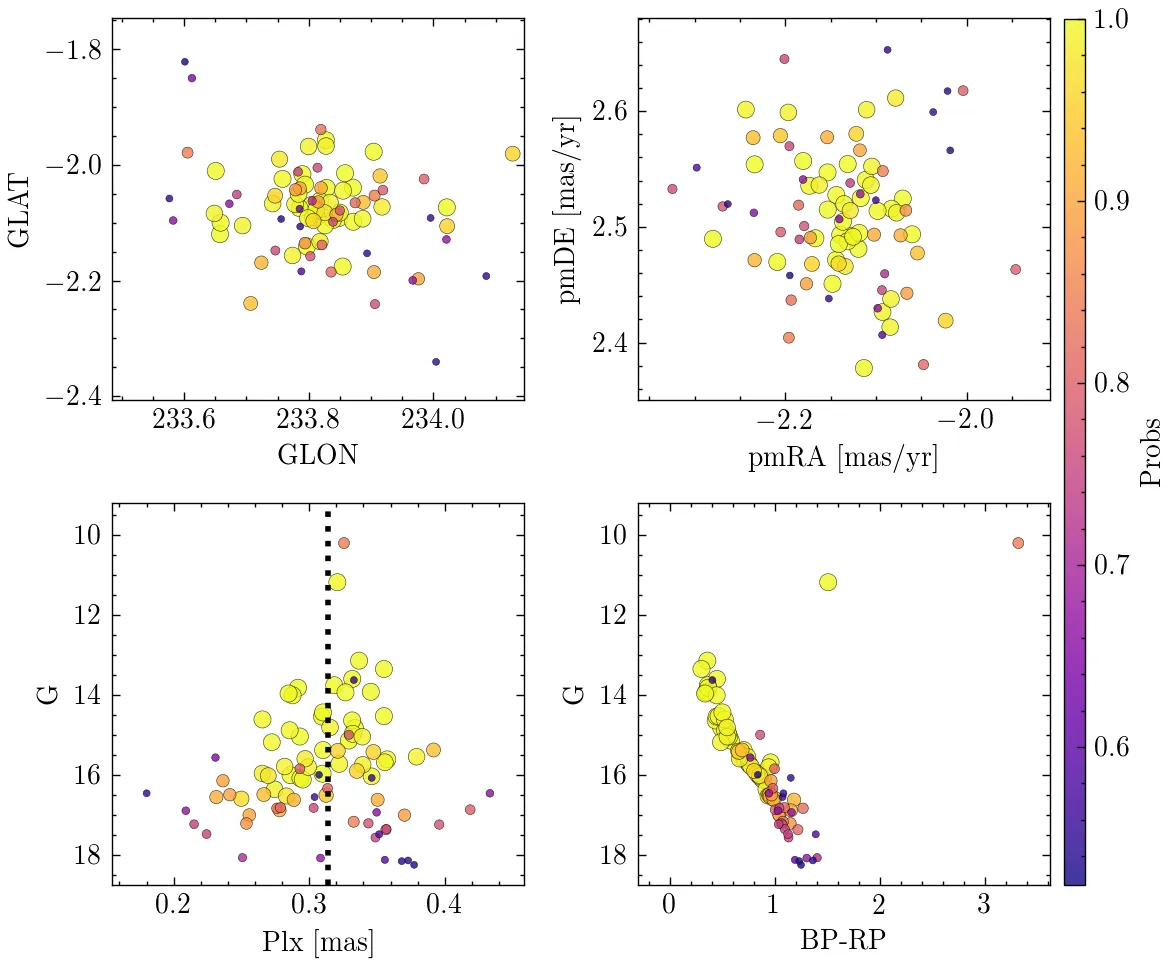 −1.8
−2.0
−2.2
−2.4
GLAT
233.6 233.8 234.0
GLON
2.6
2.5
2.4
pmDE [mas/yr]
−2.2 −2.0
pmRA [mas/yr]
1.0
0.9
0.8
0.7
0.6
Probs
10
12
14
16
18
G
0.2 0.3 0.4
Plx [mas]
10
12
14
16
18
G
0 1 2 3
BP-RP